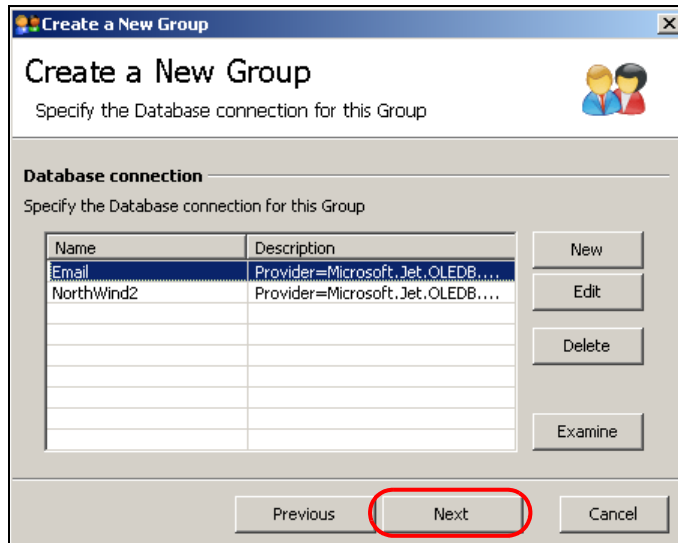 Create a New Group
Create a New Group
Specify the Database connection for this Group
Database connection
Specify the Database connection for this Group
Name Description
Email Provider=Microsoft.Jet.OLEDB....
NorthWind2 Provider=Microsoft.Jet.OLEDB....
New
Edit
Delete
Examine
Previous Next Cancel